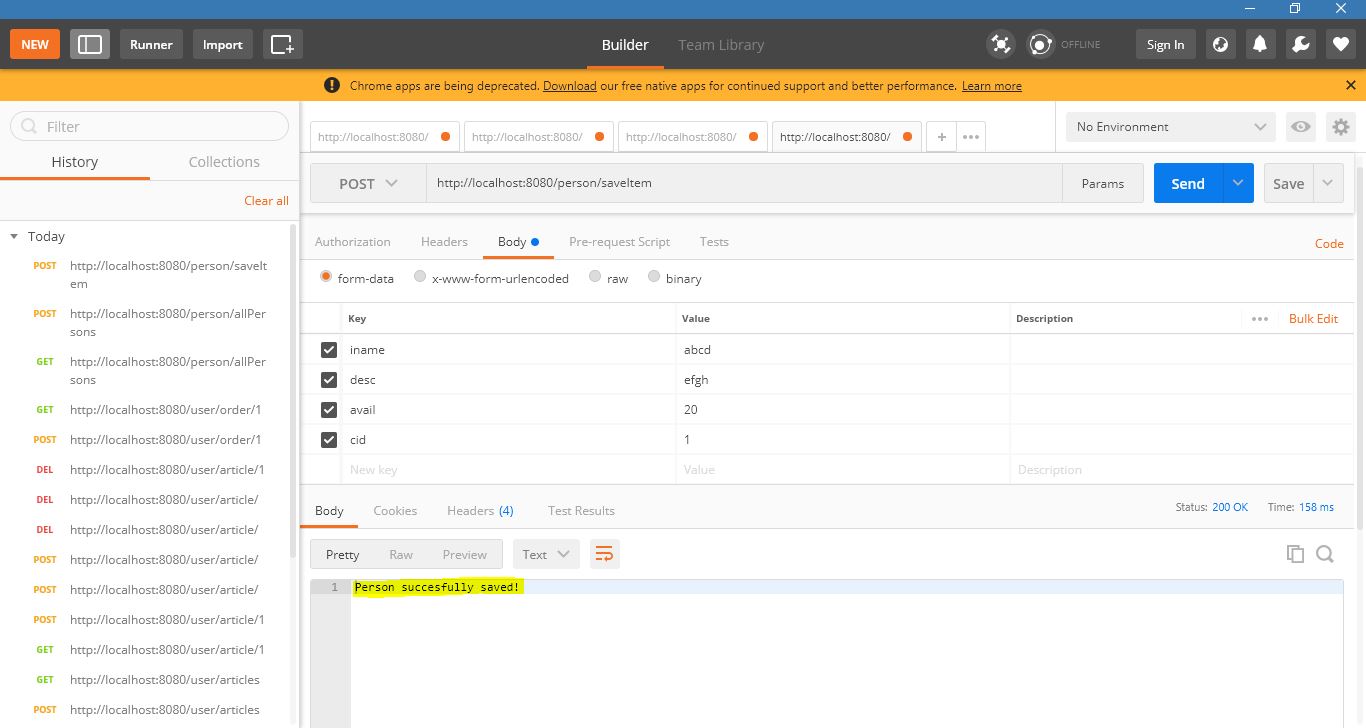 NEW
Runner
Import
Builder
Team Library
OFFLINE
Sign In
! Chrome apps are being deprecated. Download our free native apps for continued support and better performance. Learn more
Filter
History
Collections
Clear all
Today
POST http://localhost:8080/person/saveIt
em
POST http://localhost:8080/person/allPer
sons
GET http://localhost:8080/person/allPer
sons
GET http://localhost:8080/user/order/1
POST http://localhost:8080/user/order/1
DEL http://localhost:8080/user/article/1
DEL http://localhost:8080/user/article/
DEL http://localhost:8080/user/article/
POST http://localhost:8080/user/article/
POST http://localhost:8080/user/article/
POST http://localhost:8080/user/article/1
GET http://localhost:8080/user/article/1
GET http://localhost:8080/user/articles
POST http://localhost:8080/user/articles
http://localhost:8080/
http://localhost:8080/
http://localhost:8080/
http://localhost:8080/
+
•••
No Environment
POST
http://localhost:8080/person/saveItem
Params
Send
Save
Authorization
Headers
Body
Pre-request Script
Tests
Code
form-data
x-www-form-urlencoded
raw
binary
Key Value Description ••• Bulk Edit
iname abcd
desc efgh
avail 20
cid 1
New key Value Description
Body
Cookies
Headers (4)
Test Results
Status: 200 OK Time: 158 ms
Pretty
Raw
Preview
Text
1 Person succesfully saved!